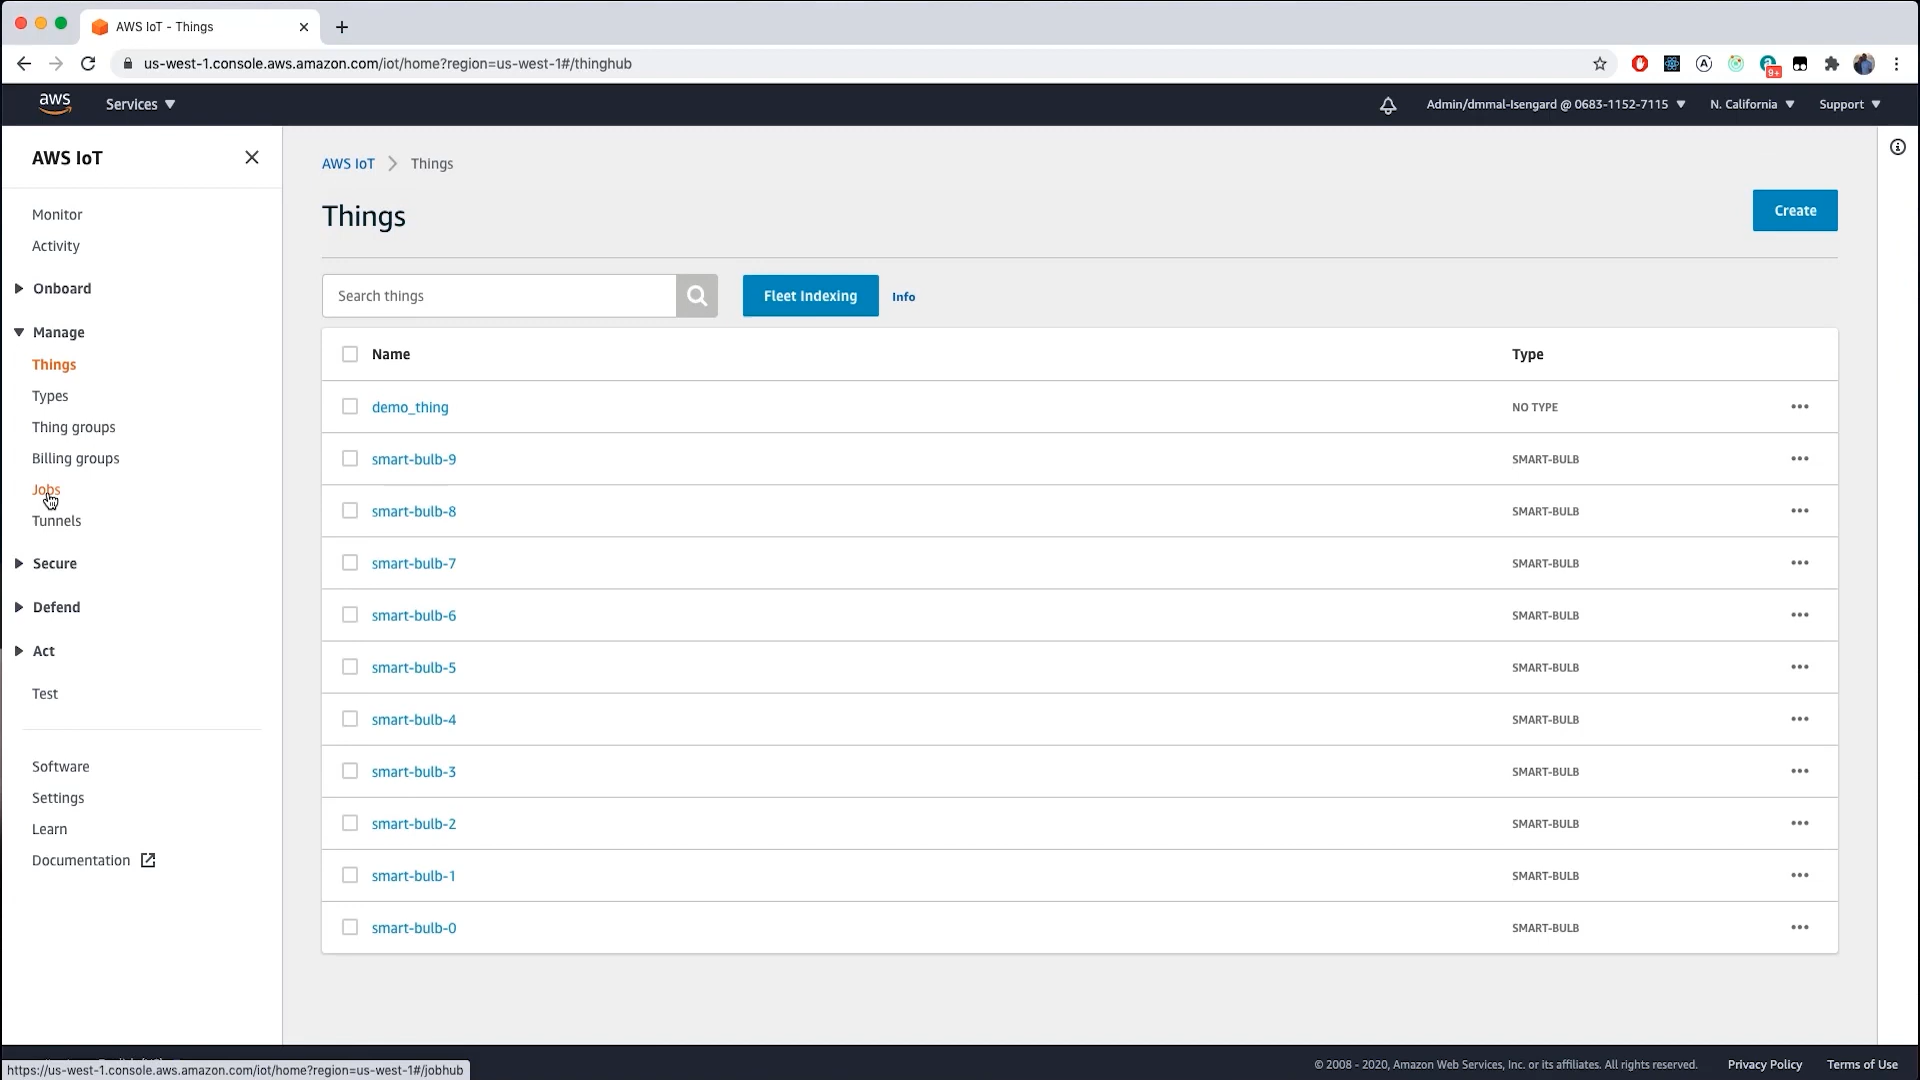 AWS IoT - Things
us-west-1.console.aws.amazon.com/iot/home?region=us-west-1#/thinghub
9+
aws
Services
Admin/dmmal-Isengard @ 0683-1152-7115
N. California
Support
AWS IoT
Monitor
Activity
Onboard
Manage
Things
Types
Thing groups
Billing groups
Jobs
Tunnels
Secure
Defend
Act
Test
Software
Settings
Learn
Documentation
AWS IoT
Things
Things
Create
Search things
Fleet Indexing
Info
Name Type
demo_thing NO TYPE
smart-bulb-9 SMART-BULB
smart-bulb-8 SMART-BULB
smart-bulb-7 SMART-BULB
smart-bulb-6 SMART-BULB
smart-bulb-5 SMART-BULB
smart-bulb-4 SMART-BULB
smart-bulb-3 SMART-BULB
smart-bulb-2 SMART-BULB
smart-bulb-1 SMART-BULB
smart-bulb-0 SMART-BULB
https://us-west-1.console.aws.amazon.com/iot/home?region=us-west-1#/jobhub
© 2008 - 2020, Amazon Web Services, Inc. or its affiliates. All rights reserved.
Privacy Policy
Terms of Use